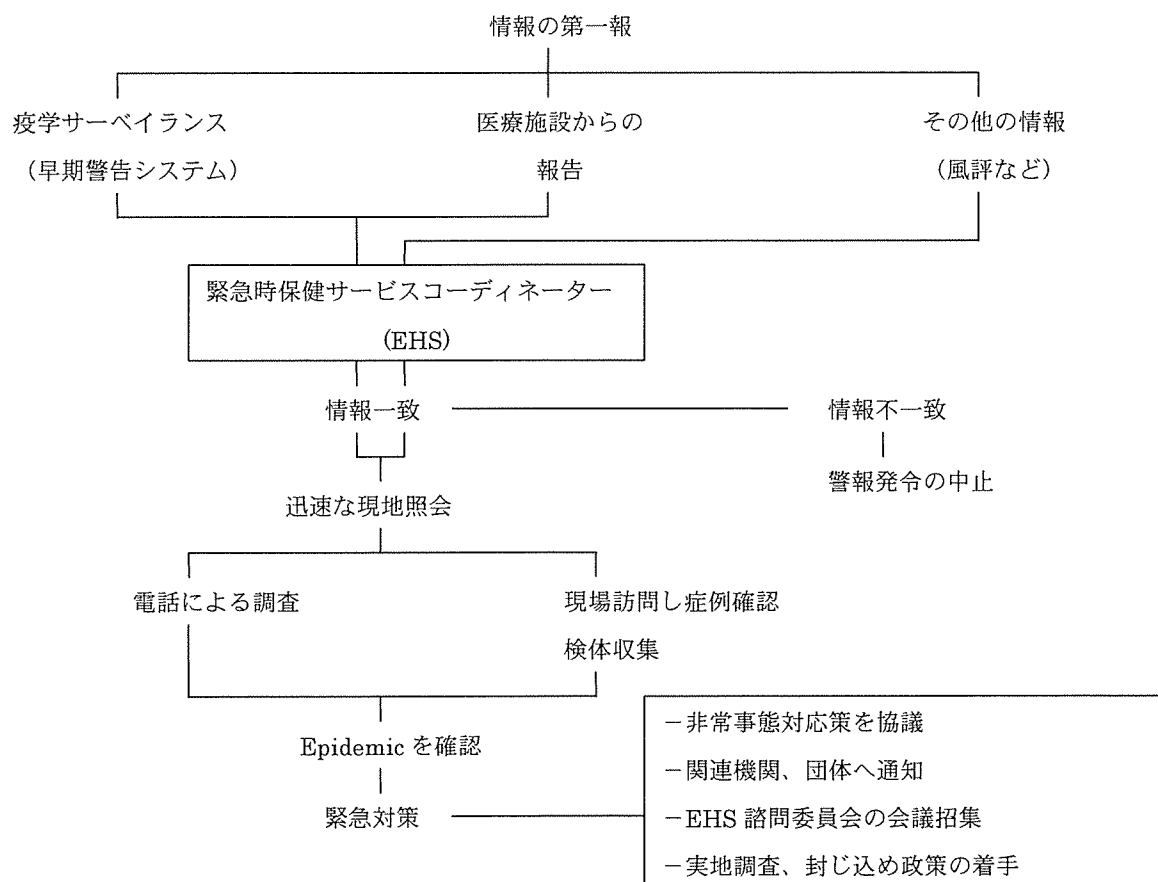 情報の第一報
疫学サーベイランス
（早期警告システム）
医療施設からの
報告
その他の情報
（風評など）
緊急時保健サービスコーディネーター
(EHS)
情報一致
情報不一致
警報発令の中止
迅速な現地照会
電話による調査
現場訪問し症例確認
検体収集
Epidemic を確認
緊急対策
－非常事態対応策を協議
－関連機関、団体へ通知
－EHS 諮問委員会の会議招集
－実地調査、封じ込め政策の着手